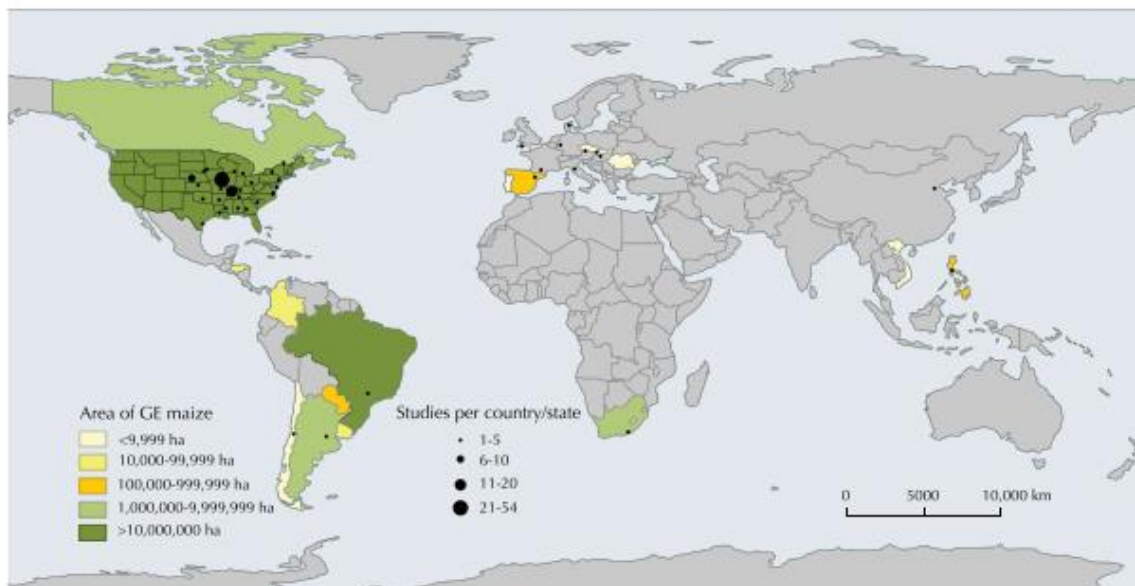 Area of GE maize
<9,999 ha
10,000-99,999 ha
100,000-999,999 ha
1,000,000-9,999,999 ha
>10,000,000 ha
Studies per country/state
1-5
6-10
11-20
21-54
0 5000 10,000 km